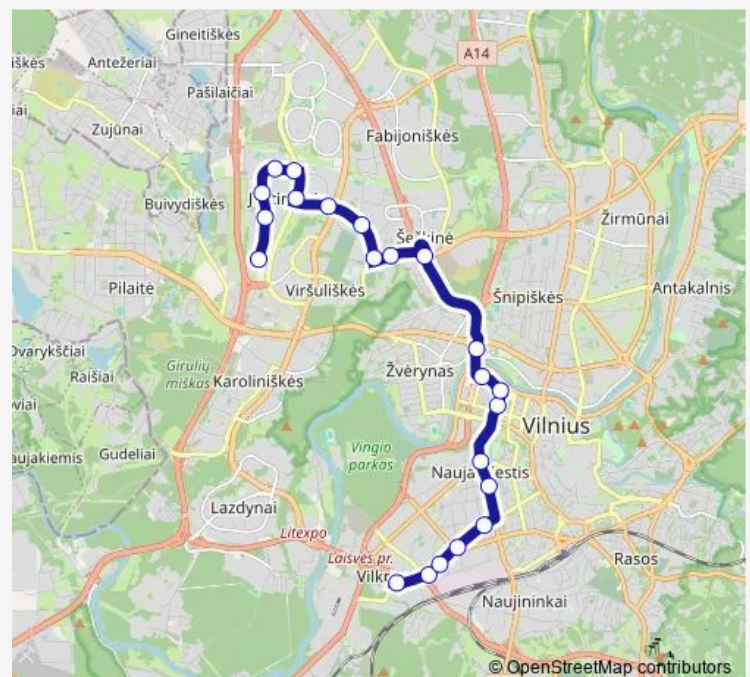 Gineitiškės
A14
Antežeriai
Pašilaičiai
Zujūnai
Fabijoniškės
Buivydiškės
Žirmūnai
Šeškinė
Pilaitė
Viršuliškės
Šnipiškės
Antakalnis
Dvarykščiai
Girulių
miškas
Raišiai
Karoliniškės
Žvėrynas
Vilnius
Vingio
parkas
Gudeliai
Lazdynai
Litexpo
Laisvės pr.
Rasos
Naujininkai
© OpenStreetMap contributors